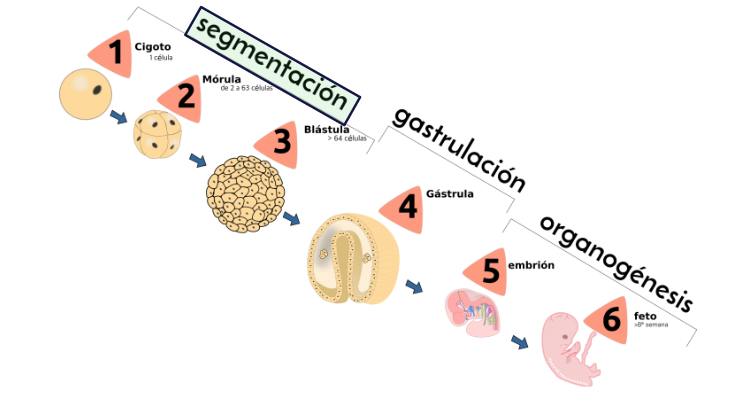 segmentación
1
Cigoto
1 célula
2
Mórula
de 2 a 63 células
3
Blástula
> 64 células
gastrulación
4
Gástrula
organogénesis
5
embrión
6
feto
>8ª semana